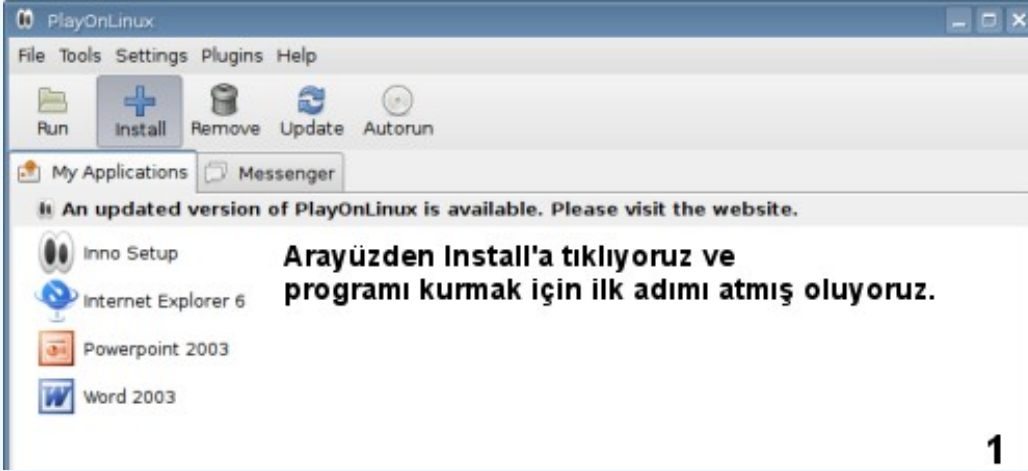 PlayOnLinux
File Tools Settings Plugins Help
Run Install Remove Update Autorun
My Applications Messenger
An updated version of PlayOnLinux is available. Please visit the website.
Inno Setup
Internet Explorer 6
Powerpoint 2003
Word 2003
Arayüzden Install'a tıklıyoruz ve
programı kurmak için ilk adımı atmış oluyoruz.
1